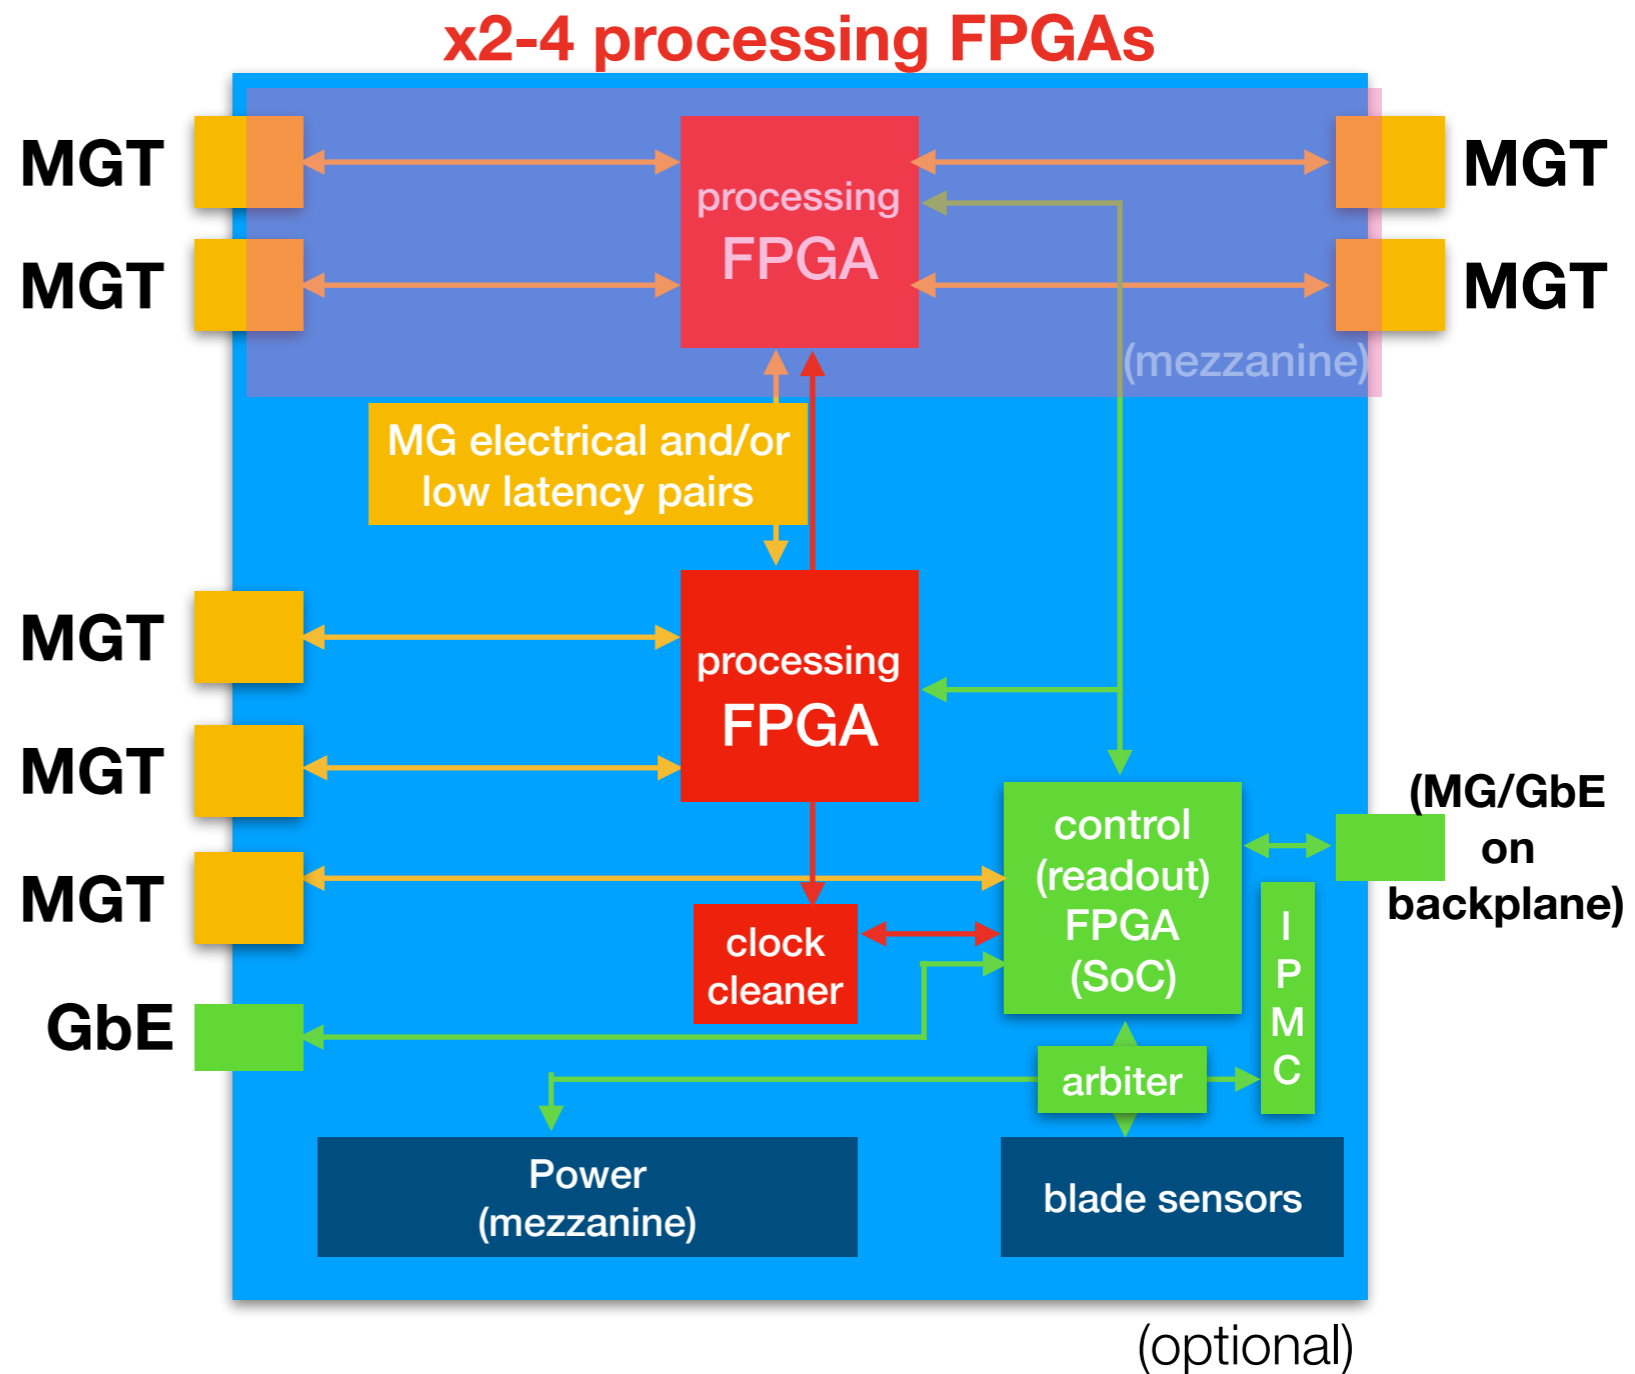 x2-4 processing FPGAs
MGT
processing
FPGA
MGT
MGT
MGT
(mezzanine)
MG electrical and/or
low latency pairs
MGT
processing
FPGA
MGT
MGT
control
(readout)
FPGA
(SoC)
(MG/GbE
on
backplane)
clock
cleaner
I
P
M
C
GbE
arbiter
Power
(mezzanine)
blade sensors
(optional)